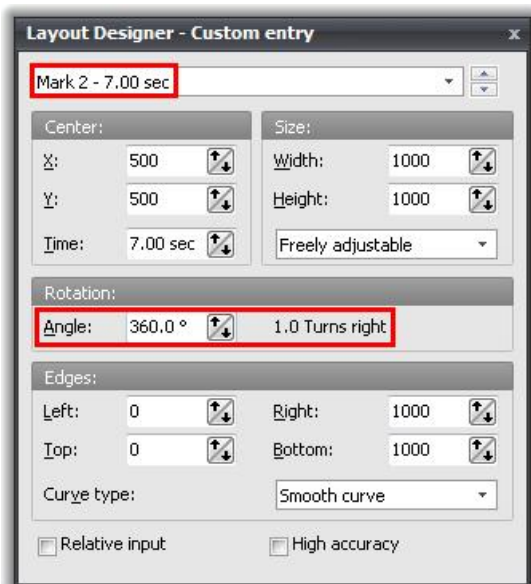 Layout Designer - Custom entry x
Mark 2 - 7.00 sec
Center: Size:
X: 500 Width: 1000
Y: 500 Height: 1000
Time: 7.00 sec Freely adjustable
Rotation:
Angle: 360.0 ° 1.0 Turns right
Edges:
Left: 0 Right: 1000
Top: 0 Bottom: 1000
Curve type: Smooth curve
Relative input High accuracy